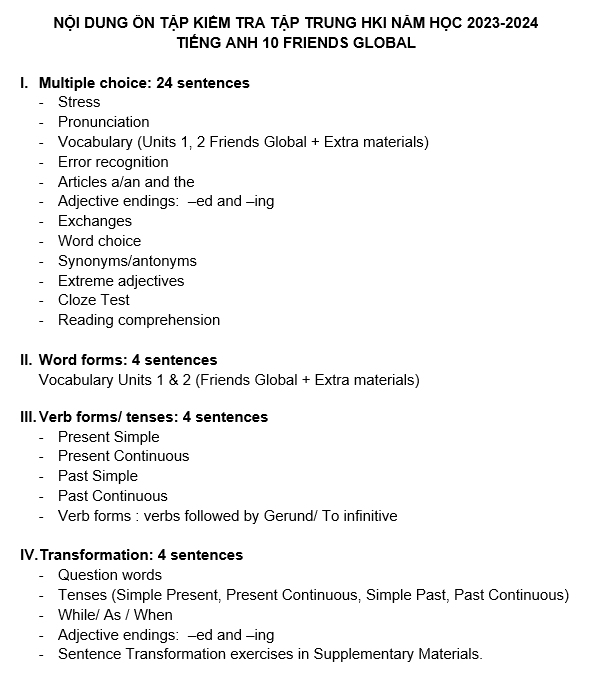 NỘI DUNG ÔN TẬP KIỂM TRA TẬP TRUNG HKI NĂM HỌC 2023-2024
TIẾNG ANH 10 FRIENDS GLOBAL
I. Multiple choice: 24 sentences
- Stress
- Pronunciation
- Vocabulary (Units 1, 2 Friends Global + Extra materials)
- Error recognition
- Articles a/an and the
- Adjective endings: –ed and –ing
- Exchanges
- Word choice
- Synonyms/antonyms
- Extreme adjectives
- Cloze Test
- Reading comprehension
II. Word forms: 4 sentences
Vocabulary Units 1 & 2 (Friends Global + Extra materials)
III. Verb forms/ tenses: 4 sentences
- Present Simple
- Present Continuous
- Past Simple
- Past Continuous
- Verb forms : verbs followed by Gerund/ To infinitive
IV. Transformation: 4 sentences
- Question words
- Tenses (Simple Present, Present Continuous, Simple Past, Past Continuous)
- While/ As / When
- Adjective endings: –ed and –ing
- Sentence Transformation exercises in Supplementary Materials.